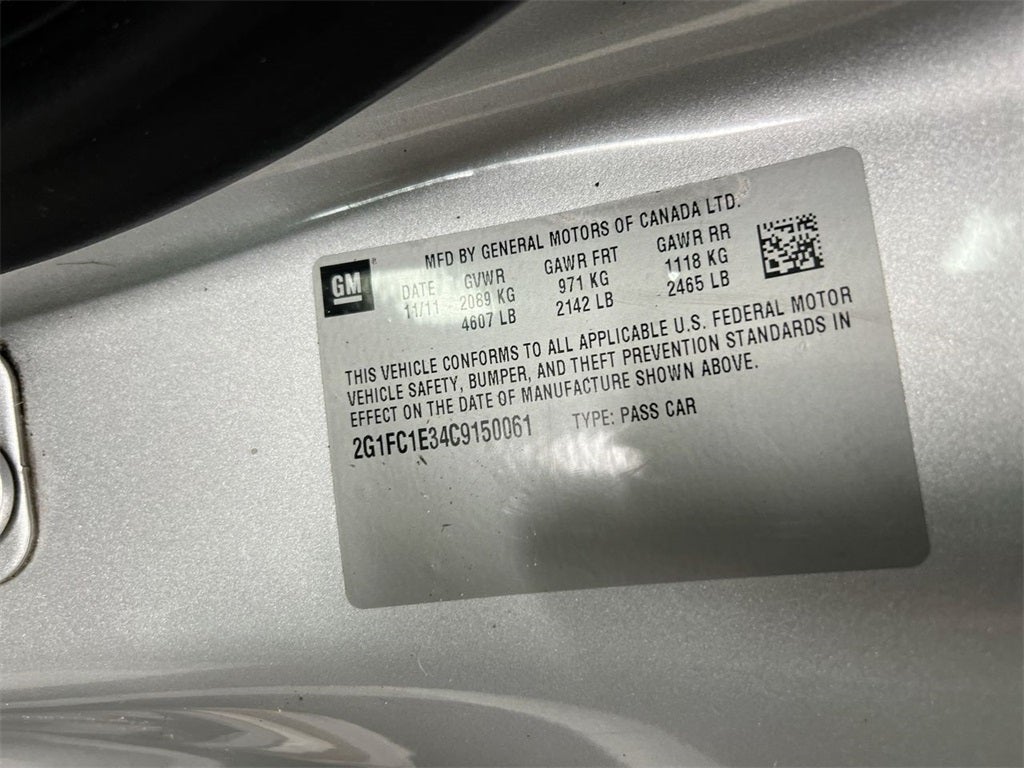 GM
MFD BY GENERAL MOTORS OF CANADA LTD.
DATE GVWR GAWR FRT GAWR RR
11/11 2089 KG 971 KG 1118 KG
4607 LB 2142 LB 2465 LB
THIS VEHICLE CONFORMS TO ALL APPLICABLE U.S. FEDERAL MOTOR
VEHICLE SAFETY, BUMPER, AND THEFT PREVENTION STANDARDS IN
EFFECT ON THE DATE OF MANUFACTURE SHOWN ABOVE.
2G1FC1E34C9150061 TYPE: PASS CAR